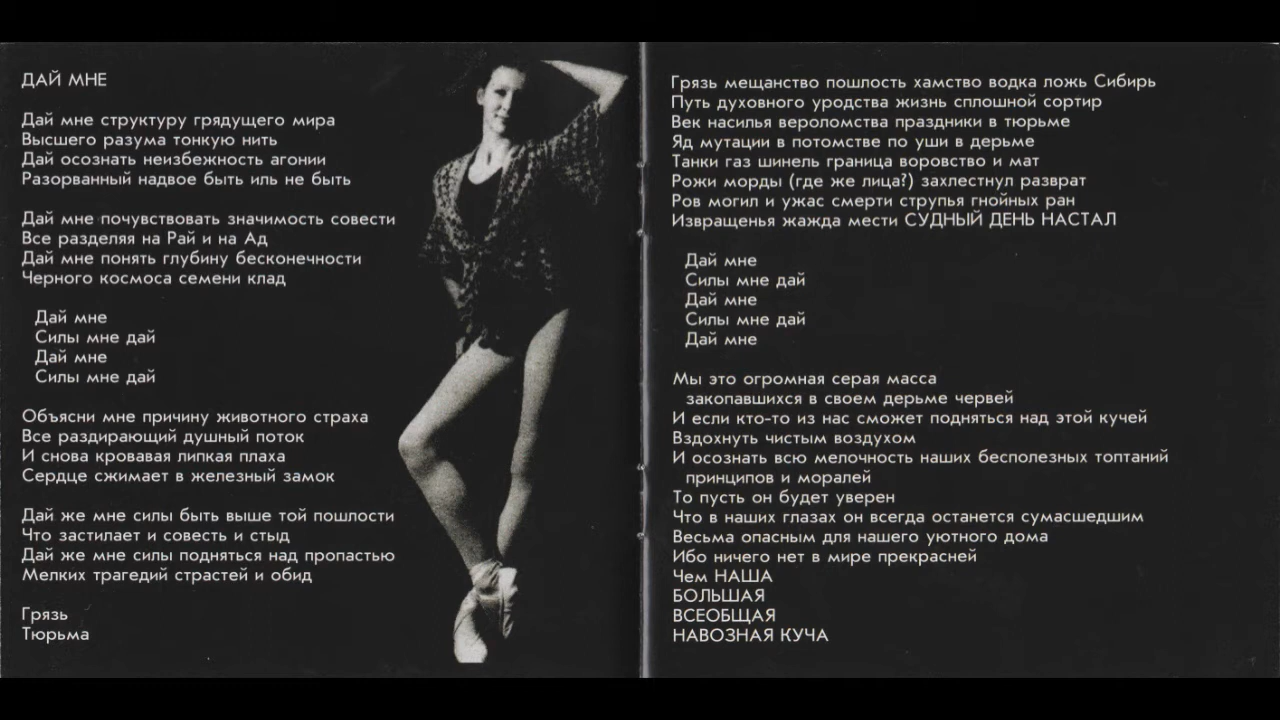 ДАЙ МНЕ
Дай мне структуру грядущего мира
Высшего разума тонкую нить
Дай осознать неизбежность агонии
Разорванный надвое быть иль не быть
Дай мне почувствовать значимость совести
Все разделяя на Рай и на Ад
Дай мне понять глубину бесконечности
Черного космоса семени клад
Дай мне
Силы мне дай
Дай мне
Силы мне дай
Объясни мне причину животного страха
Все раздирающий душный поток
И снова кровавая липкая плаха
Сердце сжимает в железный замок
Дай же мне силы быть выше той пошлости
Что застилает и совесть и стыд
Дай же мне силы подняться над пропастью
Мелких трагедий страстей и обид
Грязь
Тюрьма
Грязь мещанство пошлость хамство водка ложь Сибирь
Путь духовного уродства жизнь сплошной сортир
Век насилья вероломства праздники в тюрьме
Яд мутации в потомстве по уши в дерьме
Танки газ шинель граница воровство и мат
Рожи морды (где же лица?) захлестнул разврат
Ров могил и ужас смерти струпья гнойных ран
Извращенья жажда мести СУДНЫЙ ДЕНЬ НАСТАЛ
Дай мне
Силы мне дай
Дай мне
Силы мне дай
Дай мне
Мы это огромная серая масса
закопавшихся в своем дерьме червей
И если кто-то из нас сможет подняться над этой кучей
Вздохнуть чистым воздухом
И осознать всю мелочность наших бесполезных топтаний
принципов и моралей
То пусть он будет уверен
Что в наших глазах он всегда останется сумасшедшим
Весьма опасным для нашего уютного дома
Ибо ничего нет в мире прекрасней
Чем НАША
БОЛЬШАЯ
ВСЕОБЩАЯ
НАВОЗНАЯ КУЧА